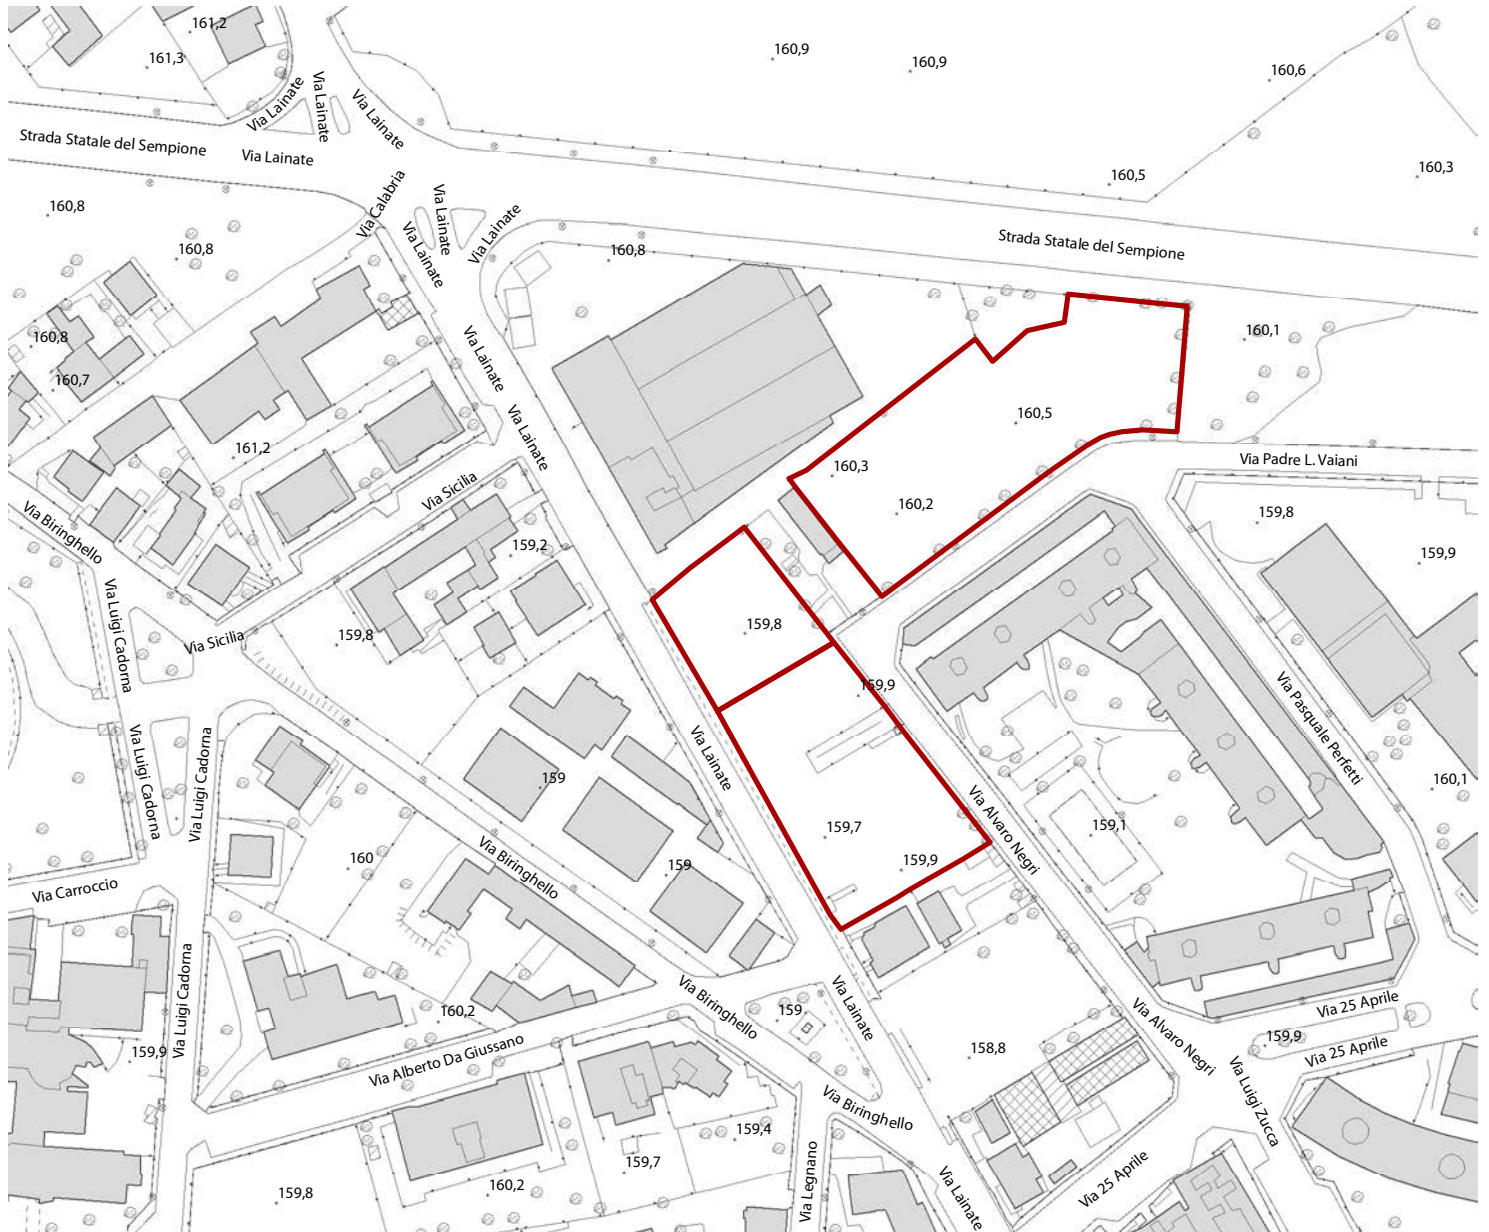 161,2
161,3
160,9
160,9
160,6
Via Lainate
Via Lainate
Via Lainate
Strada Statale del Sempione
Via Lainate
160,5
160,3
160,8
Via Calabria
Via Lainate
Via Lainate
Via Lainate
160,8
160,8
Strada Statale del Sempione
160,8
160,7
Via Lainate
160,1
161,2
Via Lainate
160,5
Via Padre L. Vaiani
160,3
Via Sicilia
160,2
159,8
Via Biringhello
159,2
159,9
Via Luigi Cadorna
Via Sicilia
159,8
159,8
159,9
Via Pasquale Perfetti
Via Luigi Cadorna
Via Luigi Cadorna
Via Lainate
159
160,1
159,7
Via Alvaro Negri
159,1
160
Via Biringhello
159
159,9
Via Carroccio
Via Luigi Cadorna
Via Biringhello
159
Via Lainate
Via Alvaro Negri
Via 25 Aprile
160,2
159,9
Via Alberto Da Giussano
158,8
159,9
Via 25 Aprile
Via Luigi Zucca
Via Biringhello
159,4
159,7
159,8
160,2
Via Legnano
Via Lainate
Via 25 Aprile